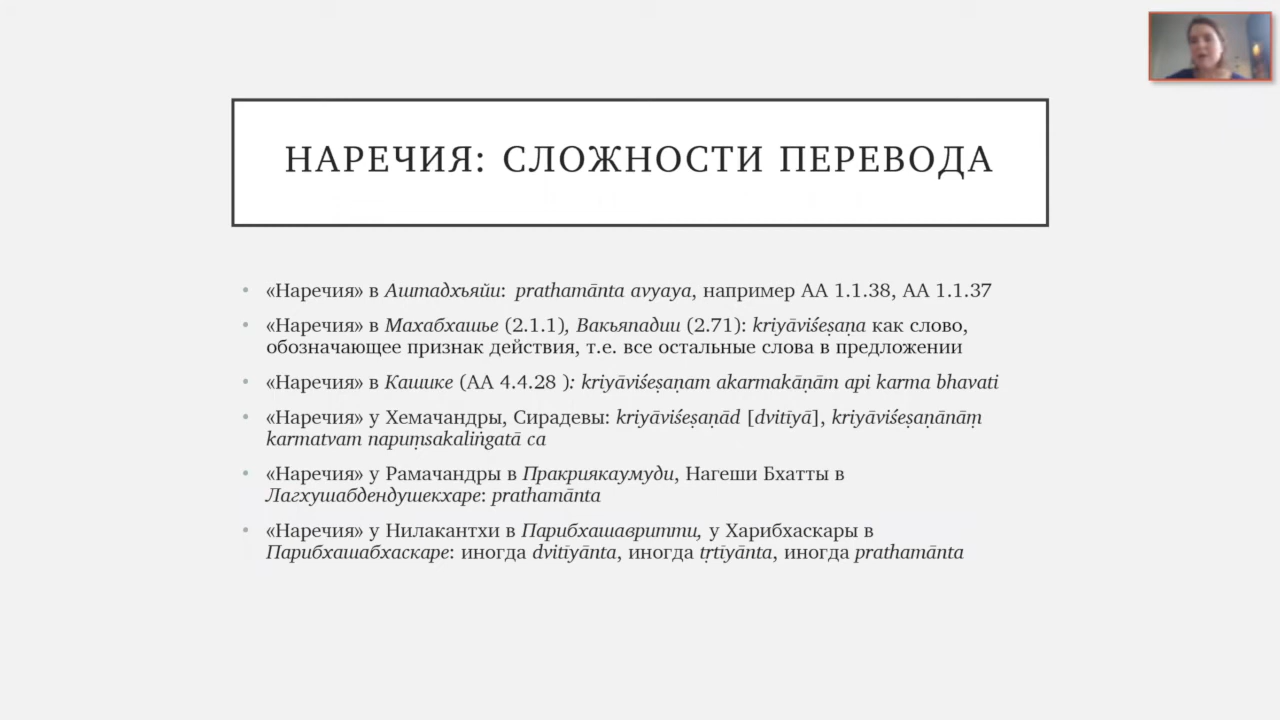 НАРЕЧИЯ: СЛОЖНОСТИ ПЕРЕВОДА
• «Наречия» в Аштадхъяйи: prathamānta avyaya, например АА 1.1.38, АА 1.1.37
• «Наречия» в Махабхашье (2.1.1), Вакьяпадии (2.71): kriyāviśeṣaṇa как слово,
обозначающее признак действия, т.е. все остальные слова в предложении
• «Наречия» в Кашике (АА 4.4.28 ): kriyāviśeṣaṇam akarmakāṇām api karma bhavati
• «Наречия» у Хемачандры, Сирадевы: kriyāviśeṣaṇād [dvitīyā], kriyāviśeṣaṇānāṃ
karmatvam napuṃsakaliṅgatā ca
• «Наречия» у Рамачандры в Пракриякаумуди, Нагеши Бхатты в
Лагхушабдендушекхаре: prathamānta
• «Наречия» у Нилакантхи в Парибхашавритти, у Харибхаскары в
Парибхашабхаскаре: иногда dvitīyānta, иногда tṛtīyānta, иногда prathamānta